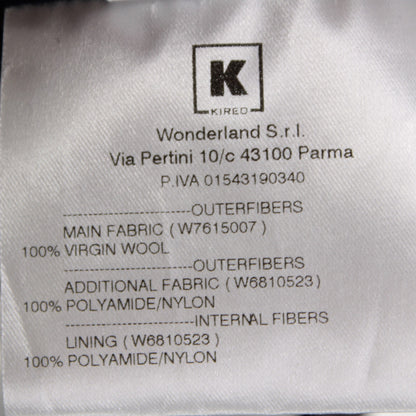 K
KIRED
Wonderland S.r.l.
Via Pertini 10/c 43100 Parma
P.IVA 01543190340
----------------------OUTERFIBERS
MAIN FABRIC ( W7615007 )
100% VIRGIN WOOL
----------------------OUTERFIBERS
ADDITIONAL FABRIC ( W6810523 )
100% POLYAMIDE/NYLON
----------------------INTERNAL FIBERS
LINING ( W6810523 )
100% POLYAMIDE/NYLON